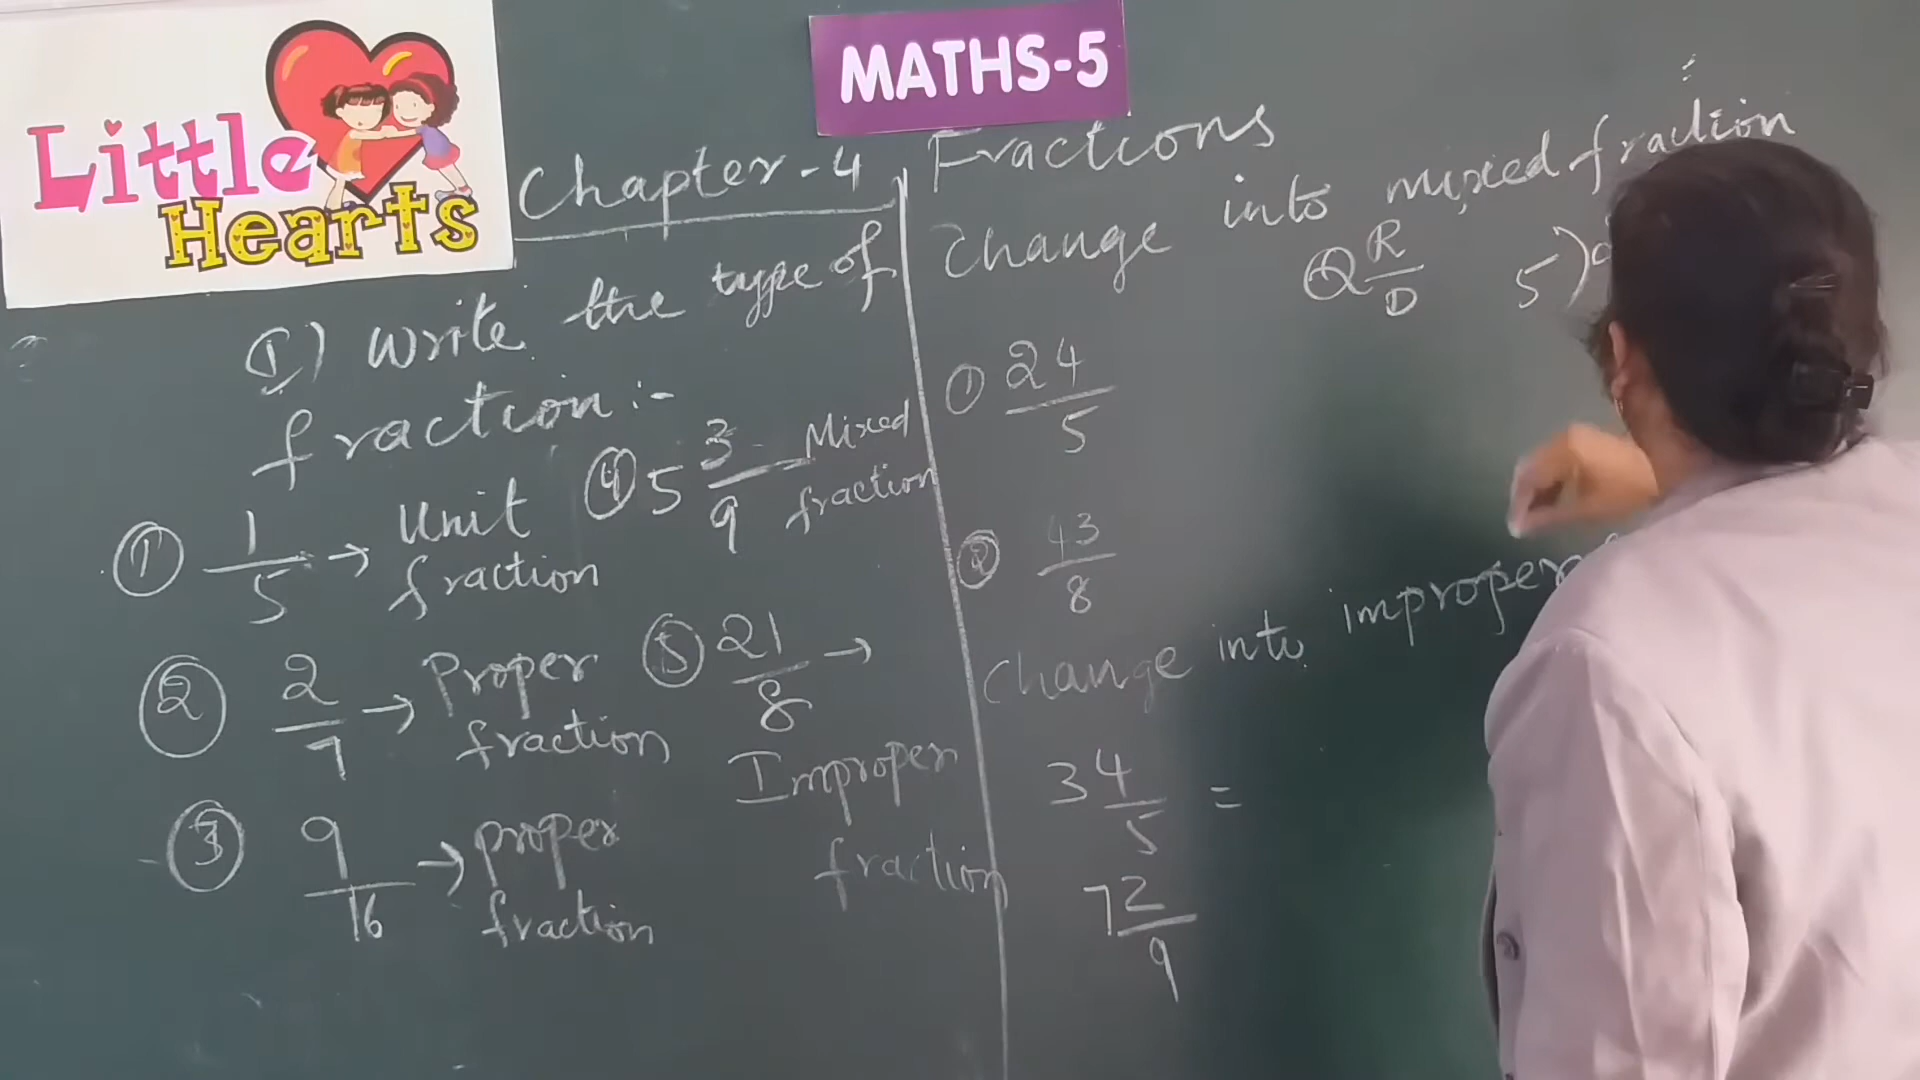 Little
Hearts
MATHS-5
Chapter-4 Fractions
I) Write the type of
fraction:-
① 1/5 → Unit
fraction
② 2/7 → Proper
fraction
③ 9/16 → proper
fraction
④ 5 3/9 - Mixed
fraction
⑤ 21/8 →
Improper
fraction
Change into mixed fraction
Q R/D 5)
① 24/5
② 43/8
Change into improper
3 4/5 =
7 2/9